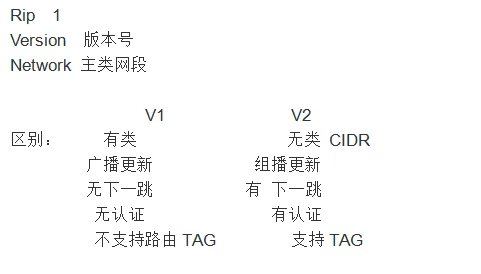 Rip 1
Version 版本号
Network 主类网段
V1 V2
区别： 有类 无类 CIDR
广播更新 组播更新
无下一跳 有 下一跳
无认证 有认证
不支持路由 TAG 支持 TAG